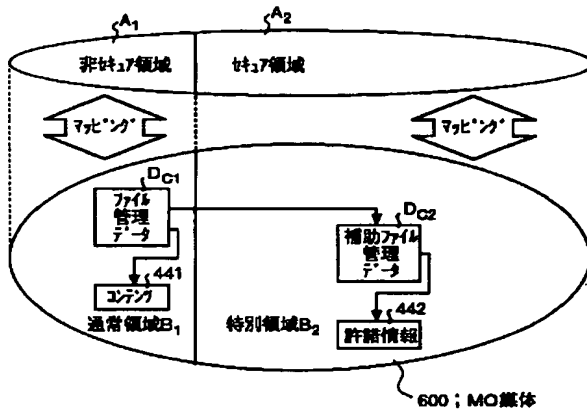 A1 A2
非セキュア領域 セキュア領域
マッピング マッピング
DC1
ファイル
管理
データ
DC2
補助ファイル
管理
データ
441
コンテンツ
442
許諾情報
通常領域B1 特別領域B2
600；MO媒体